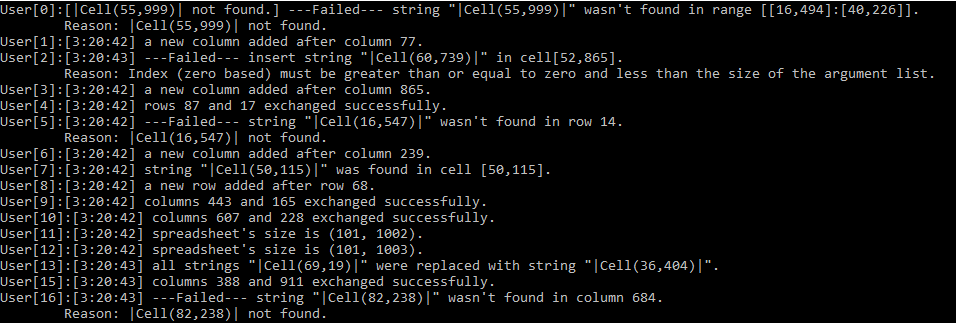 User[0]:[|Cell(55,999)| not found.] ---Failed--- string "|Cell(55,999)|" wasn't found in range [[16,494]:[40,226]].
Reason: |Cell(55,999)| not found.
User[1]:[3:20:42] a new column added after column 77.
User[2]:[3:20:43] ---Failed--- insert string "|Cell(60,739)|" in cell[52,865].
Reason: Index (zero based) must be greater than or equal to zero and less than the size of the argument list.
User[3]:[3:20:42] a new column added after column 865.
User[4]:[3:20:42] rows 87 and 17 exchanged successfully.
User[5]:[3:20:42] ---Failed--- string "|Cell(16,547)|" wasn't found in row 14.
Reason: |Cell(16,547)| not found.
User[6]:[3:20:42] a new column added after column 239.
User[7]:[3:20:42] string "|Cell(50,115)|" was found in cell [50,115].
User[8]:[3:20:42] a new row added after row 68.
User[9]:[3:20:42] columns 443 and 165 exchanged successfully.
User[10]:[3:20:42] columns 607 and 228 exchanged successfully.
User[11]:[3:20:42] spreadsheet's size is (101, 1002).
User[12]:[3:20:42] spreadsheet's size is (101, 1003).
User[13]:[3:20:43] all strings "|Cell(69,19)|" were replaced with string "|Cell(36,404)|".
User[15]:[3:20:43] columns 388 and 911 exchanged successfully.
User[16]:[3:20:43] ---Failed--- string "|Cell(82,238)|" wasn't found in column 684.
Reason: |Cell(82,238)| not found.